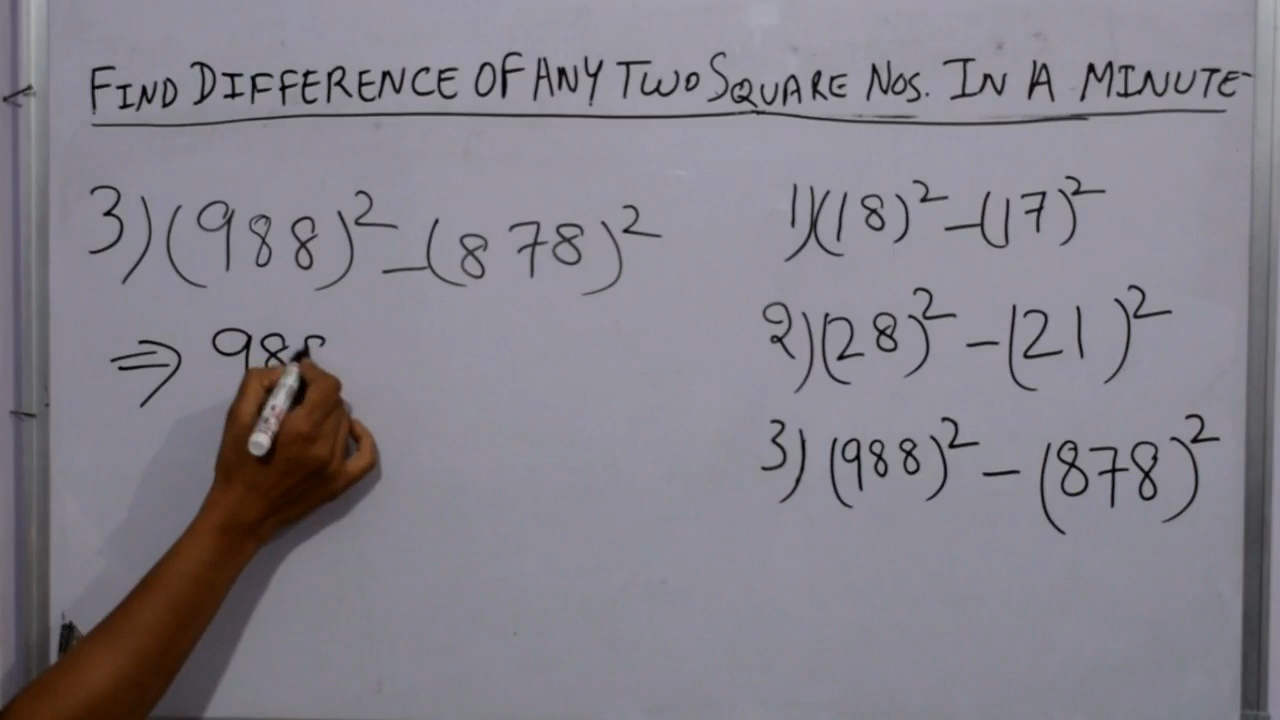 FIND DIFFERENCE OF ANY TWO SQUARE NOS. IN A MINUTE
3) (988)² - (878)²
⇒ 988
1) (18)² - (17)²
2) (28)² - (21)²
3) (988)² - (878)²